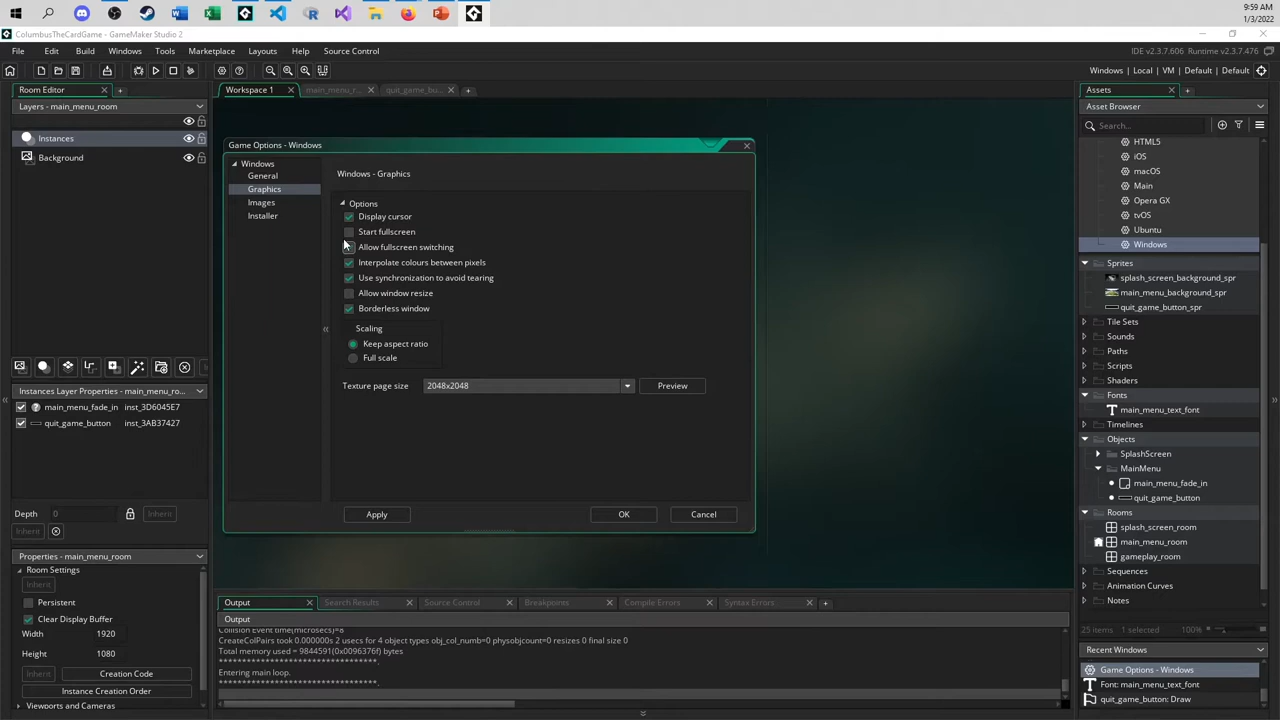 9:59 AM
1/3/2022
ColumbusTheCardGame - GameMaker Studio 2
File Edit Build Windows Tools Marketplace Layouts Help Source Control
IDE v2.3.7.606 Runtime v2.3.7.476
Windows | Local | VM | Default | Default
Room Editor
Workspace 1
main_menu_r...
quit_game_bu...
Assets
Layers - main_menu_room
Asset Browser
Search...
Instances
Background
Game Options - Windows
Windows
General
Graphics
Images
Installer
Windows - Graphics
Options
Display cursor
Start fullscreen
Allow fullscreen switching
Interpolate colours between pixels
Use synchronization to avoid tearing
Allow window resize
Borderless window
Scaling
Keep aspect ratio
Full scale
Texture page size
2048x2048
Preview
Apply
OK
Cancel
HTML5
iOS
macOS
Main
Opera GX
tvOS
Ubuntu
Windows
Sprites
splash_screen_background_spr
main_menu_background_spr
quit_game_button_spr
Tile Sets
Sounds
Paths
Scripts
Shaders
Fonts
main_menu_text_font
Timelines
Objects
SplashScreen
MainMenu
main_menu_fade_in
quit_game_button
Rooms
splash_screen_room
main_menu_room
gameplay_room
Sequences
Animation Curves
Notes
25 items 1 selected 100%
Recent Windows
Game Options - Windows
Font: main_menu_text_font
quit_game_button: Draw
Instances Layer Properties - main_menu_ro...
main_menu_fade_in inst_3D6045E7
quit_game_button inst_3AB37427
Depth 0 Inherit
Inherit
Properties - main_menu_room
Room Settings
Inherit
Persistent
Clear Display Buffer
Width 1920
Height 1080
Inherit Creation Code
Instance Creation Order
Viewports and Cameras
Output
Search Results
Source Control
Breakpoints
Compile Errors
Syntax Errors
Output
Collision Event time(microsecs)=8
CreateColPairs took 0.000000s 2 usecs for 4 object types obj_col_numb=0 physobjcount=0 resizes 0 final size 0
Total memory used = 9844591(0x0096376f) bytes
**********************************.
Entering main loop.
**********************************.